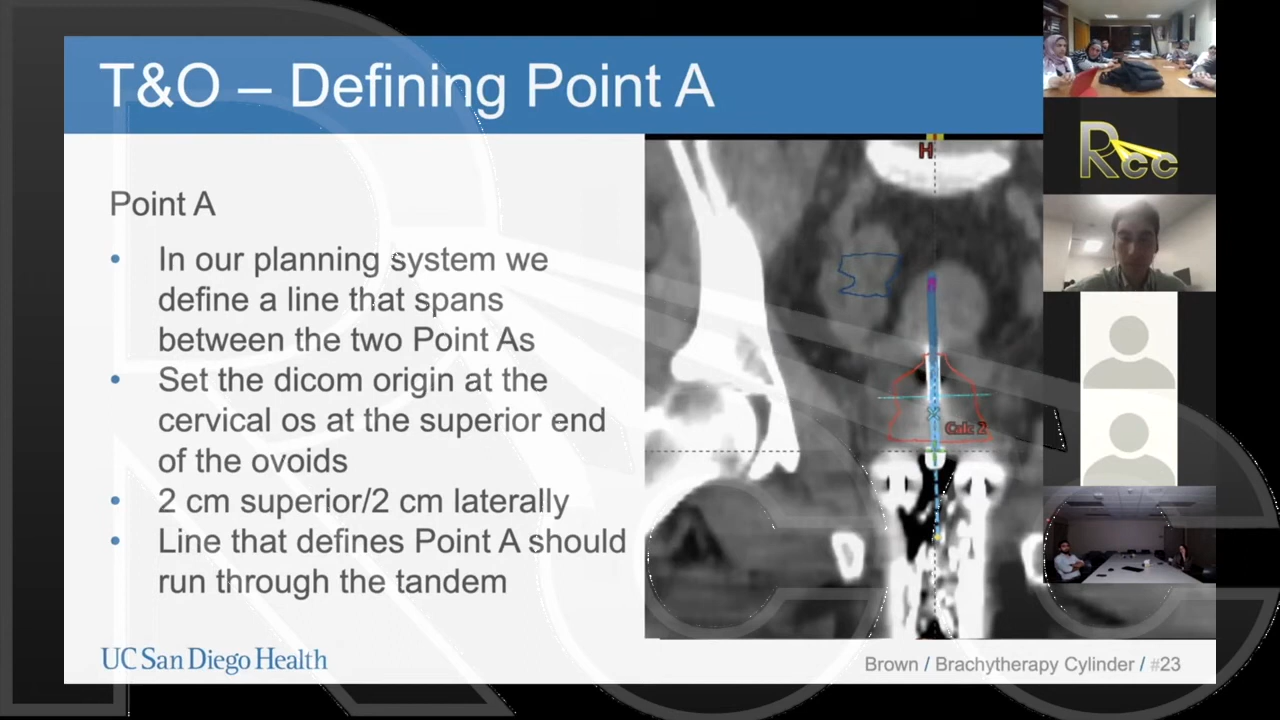 T&O – Defining Point A
Point A
• In our planning system we
define a line that spans
between the two Point As
• Set the dicom origin at the
cervical os at the superior end
of the ovoids
• 2 cm superior/2 cm laterally
• Line that defines Point A should
run through the tandem
H
Calc 2
UC San Diego Health
Brown / Brachytherapy Cylinder / #23
Rcc